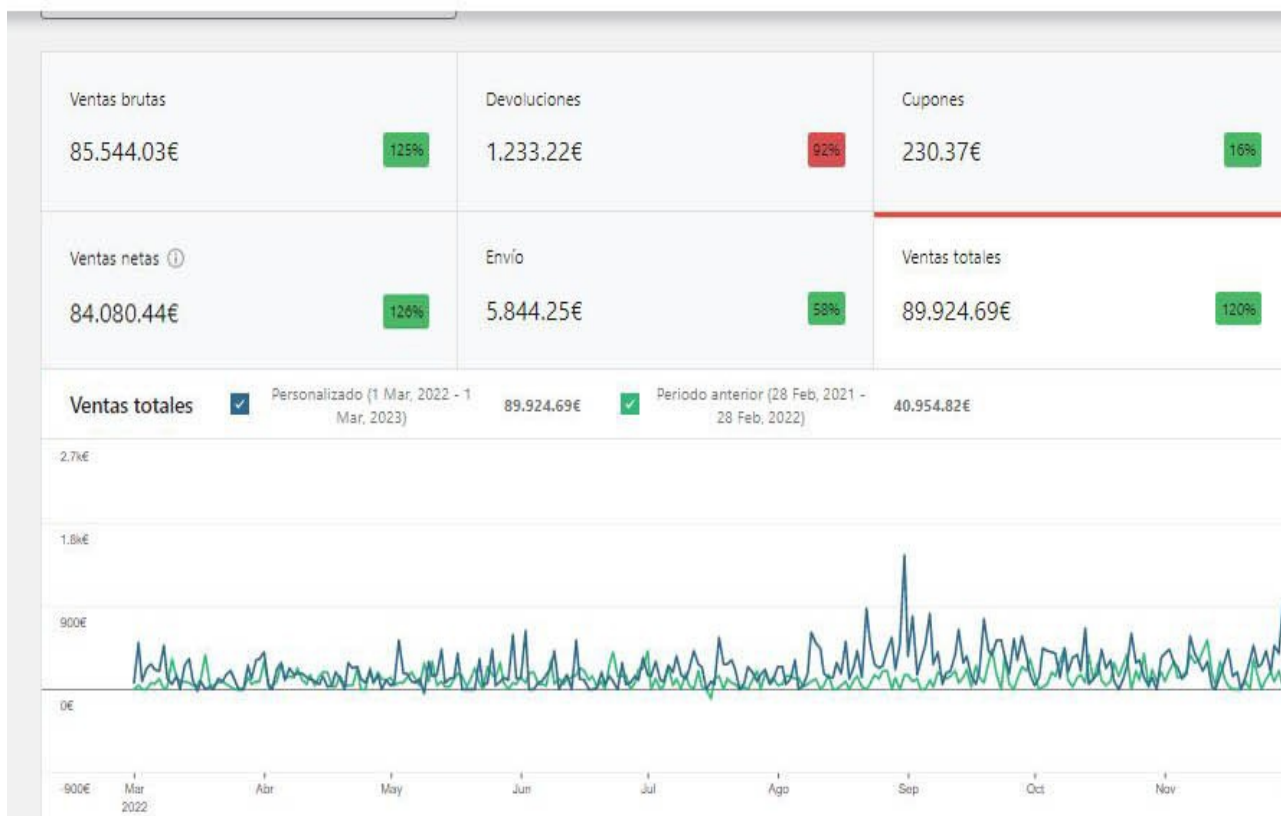 Ventas brutas
85.544.03€
125%
Devoluciones
1.233.22€
92%
Cupones
230.37€
16%
Ventas netas
84.080.44€
126%
Envío
5.844.25€
58%
Ventas totales
89.924.69€
120%
Ventas totales
Personalizado (1 Mar, 2022 - 1
Mar, 2023)
89.924.69€
Periodo anterior (28 Feb, 2021 -
28 Feb, 2022)
40.954.82€
2.7k€
1.8k€
900€
0€
-900€
Mar
2022
Abr
May
Jun
Jul
Ago
Sep
Oct
Nov